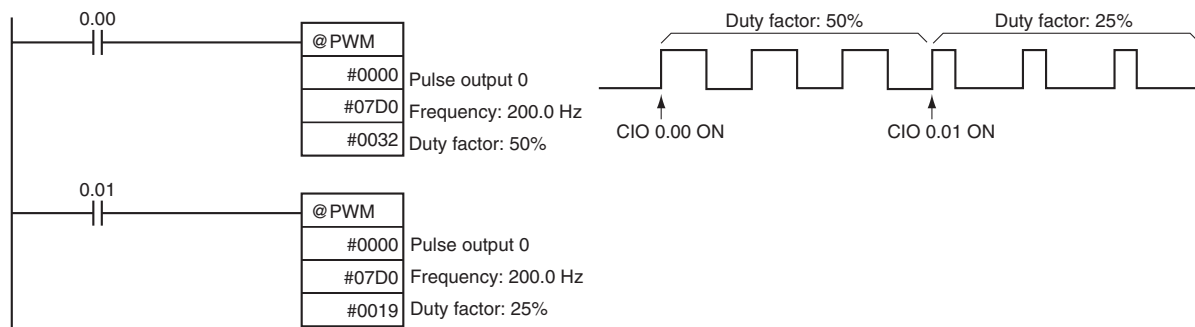 0.00
@PWM
#0000 Pulse output 0
#07D0 Frequency: 200.0 Hz
#0032 Duty factor: 50%
0.01
@PWM
#0000 Pulse output 0
#07D0 Frequency: 200.0 Hz
#0019 Duty factor: 25%
Duty factor: 50% Duty factor: 25%
CIO 0.00 ON CIO 0.01 ON